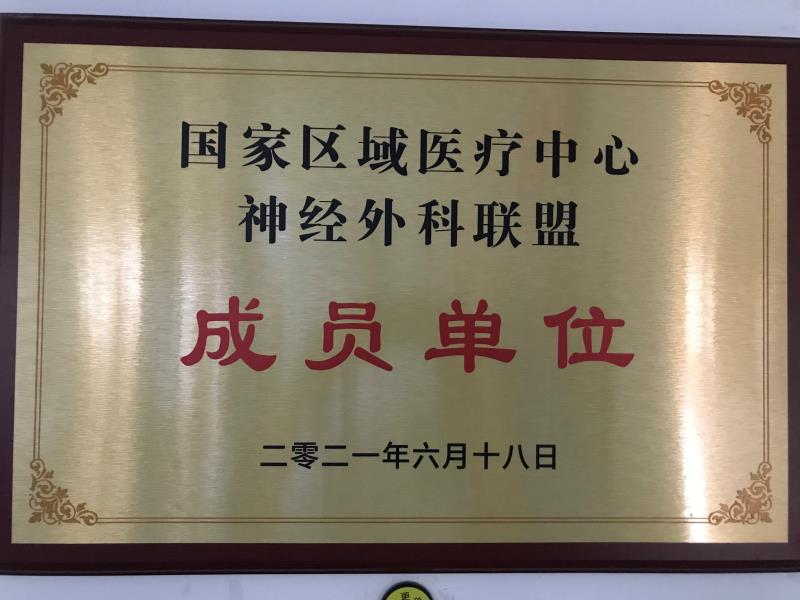 国家区域医疗中心
神经外科联盟
成员单位
二零二一年六月十八日